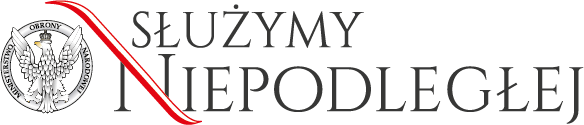 MINISTERSTWO OBRONY NARODOWEJ
SŁUŻYMY
NIEPODLEGŁEJ